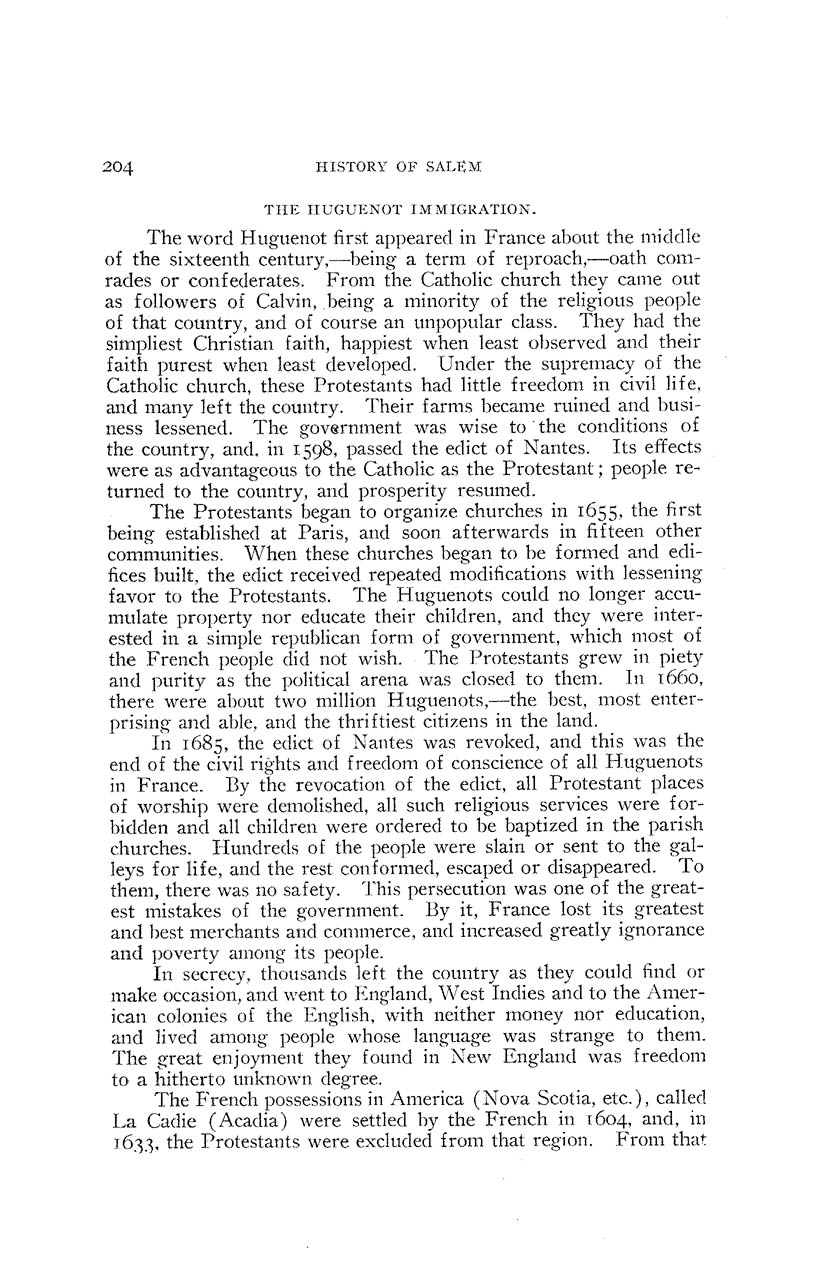 204 HISTORY OF SALEM
THE HUGUENOT IMMIGRATION.
The word Huguenot first appeared in France about the middle
of the sixteenth century,—being a term of reproach,—oath com-
rades or confederates. From the Catholic church they came out
as followers of Calvin, being a minority of the religious people
of that country, and of course an unpopular class. They had the
simpliest Christian faith, happiest when least observed and their
faith purest when least developed. Under the supremacy of the
Catholic church, these Protestants had little freedom in civil life,
and many left the country. Their farms became ruined and busi-
ness lessened. The government was wise to the conditions of
the country, and, in 1598, passed the edict of Nantes. Its effects
were as advantageous to the Catholic as the Protestant; people re-
turned to the country, and prosperity resumed.
The Protestants began to organize churches in 1655, the first
being established at Paris, and soon afterwards in fifteen other
communities. When these churches began to be formed and edi-
fices built, the edict received repeated modifications with lessening
favor to the Protestants. The Huguenots could no longer accu-
mulate property nor educate their children, and they were inter-
ested in a simple republican form of government, which most of
the French people did not wish. The Protestants grew in piety
and purity as the political arena was closed to them. In 1660,
there were about two million Huguenots,—the best, most enter-
prising and able, and the thriftiest citizens in the land.
In 1685, the edict of Nantes was revoked, and this was the
end of the civil rights and freedom of conscience of all Huguenots
in France. By the revocation of the edict, all Protestant places
of worship were demolished, all such religious services were for-
bidden and all children were ordered to be baptized in the parish
churches. Hundreds of the people were slain or sent to the gal-
leys for life, and the rest conformed, escaped or disappeared. To
them, there was no safety. This persecution was one of the great-
est mistakes of the government. By it, France lost its greatest
and best merchants and commerce, and increased greatly ignorance
and poverty among its people.
In secrecy, thousands left the country as they could find or
make occasion, and went to England, West Indies and to the Amer-
ican colonies of the English, with neither money nor education,
and lived among people whose language was strange to them.
The great enjoyment they found in New England was freedom
to a hitherto unknown degree.
The French possessions in America (Nova Scotia, etc.), called
La Cadie (Acadia) were settled by the French in 1604, and, in
1633, the Protestants were excluded from that region. From that